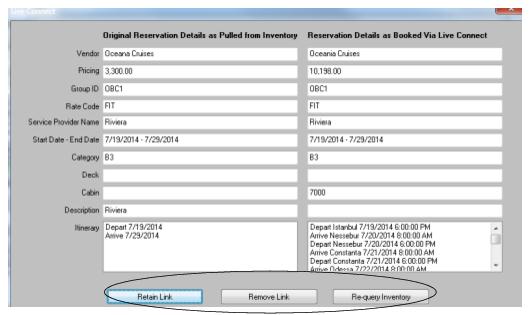 Live Connect
Original Reservation Details as Pulled from Inventory Reservation Details as Booked Via Live Connect
Vendor Oceana Cruises Oceania Cruises
Pricing 3,300.00 10,198.00
Group ID OBC1 OBC1
Rate Code FIT FIT
Service Provider Name Riviera Riviera
Start Date - End Date 7/19/2014 - 7/29/2014 7/19/2014 - 7/29/2014
Category B3 B3
Deck
Cabin 7000
Description Riviera
Itinerary Depart 7/19/2014 Depart Istanbul 7/19/2014 6:00:00 PM
Arrive 7/29/2014 Arrive Nessebur 7/20/2014 8:00:00 AM
Depart Nessebur 7/20/2014 6:00:00 PM
Arrive Constanta 7/21/2014 8:00:00 AM
Depart Constanta 7/21/2014 6:00:00 PM
Arrive Odessa 7/22/2014 8:00:00 AM
Retain Link Remove Link Re-query Inventory